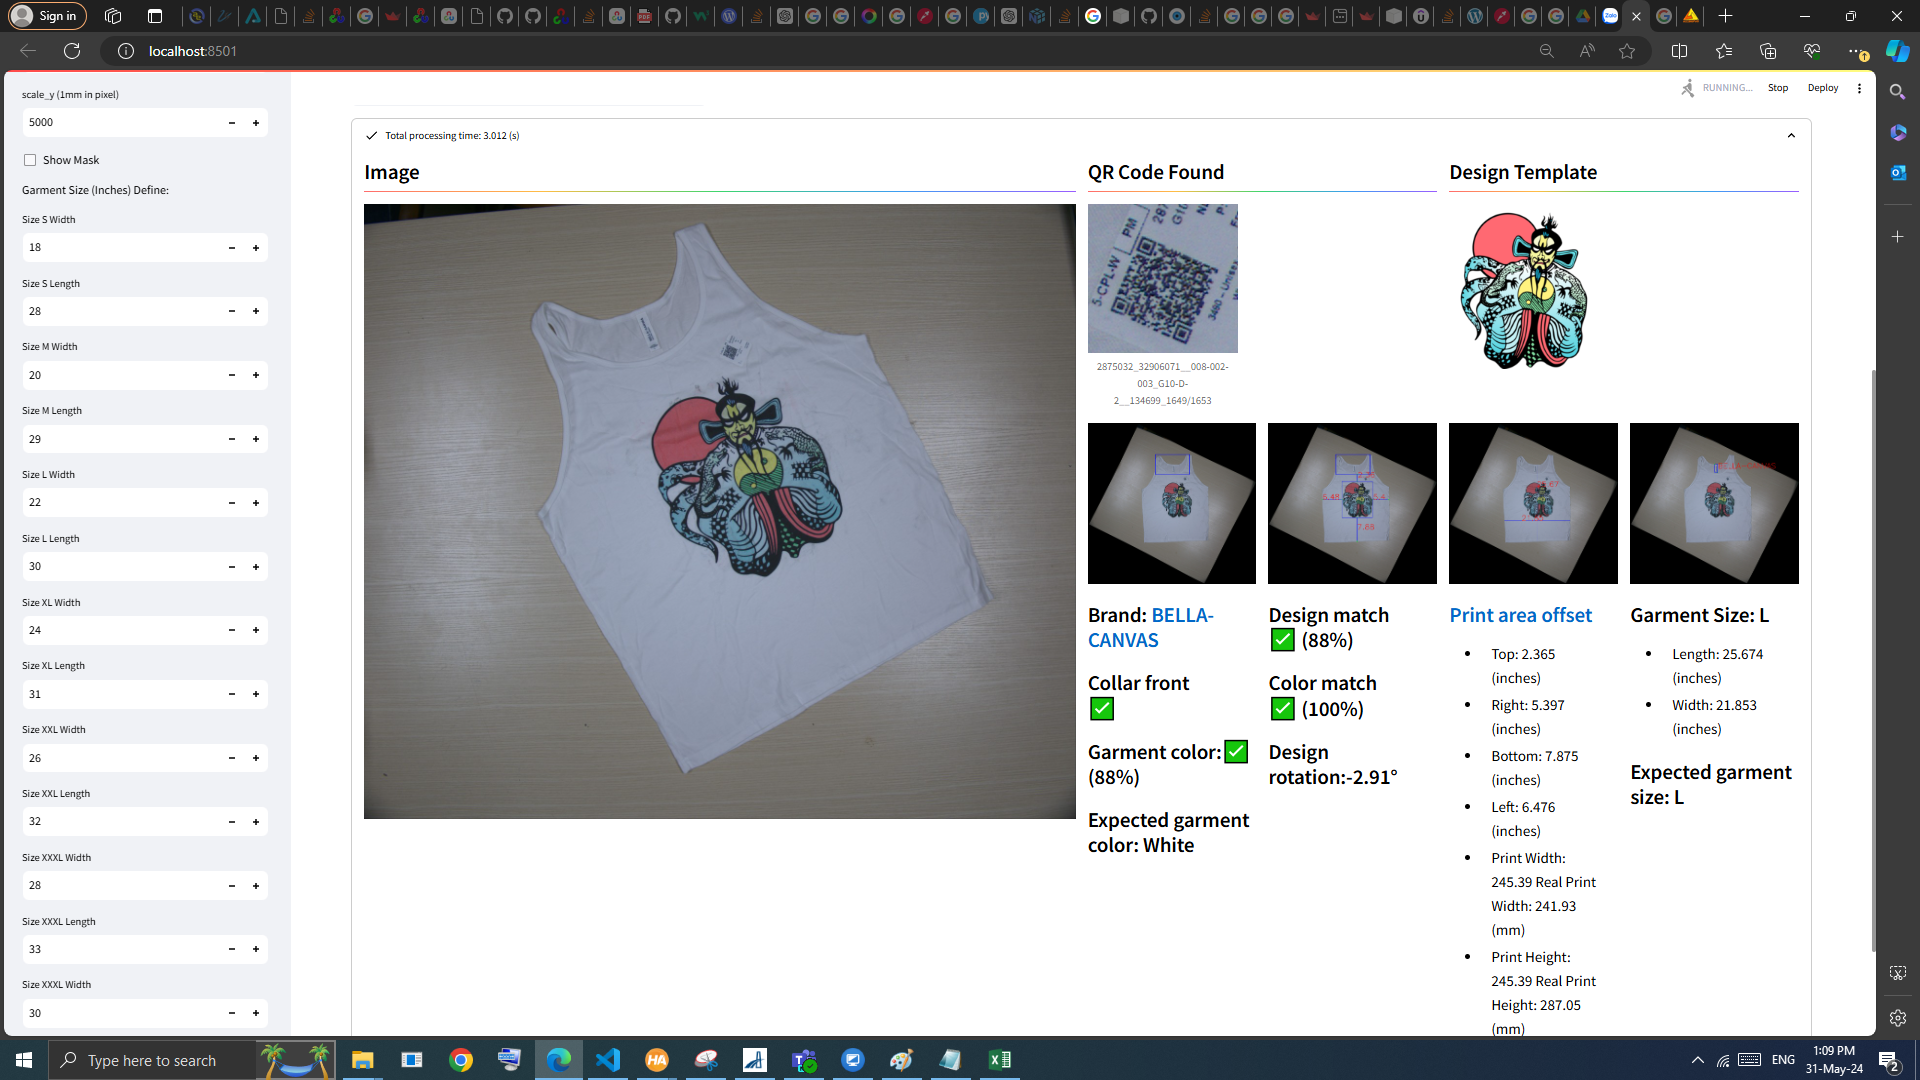 Sign in
localhost:8501
scale_y (1mm in pixel)
5000
Show Mask
Garment Size (Inches) Define:
Size S Width
18
Size S Length
28
Size M Width
20
Size M Length
29
Size L Width
22
Size L Length
30
Size XL Width
24
Size XL Length
31
Size XXL Width
26
Size XXL Length
32
Size XXXL Width
28
Size XXXL Length
33
Size XXXL Width
30
RUNNING...
Stop
Deploy
Total processing time: 3.012 (s)
Image
QR Code Found
Design Template
PM
S-CPL-W
2875032_32906071__008-002-
003_G10-D-
2__134699_1649/1653
Brand: BELLA-
CANVAS
Collar front
Garment color:
(88%)
Expected garment
color: White
Design match
(88%)
Color match
(100%)
Design
rotation:-2.91°
Print area offset
Top: 2.365
(inches)
Right: 5.397
(inches)
Bottom: 7.875
(inches)
Left: 6.476
(inches)
Print Width:
245.39 Real Print
Width: 241.93
(mm)
Print Height:
245.39 Real Print
Height: 287.05
(mm)
Garment Size: L
Length: 25.674
(inches)
Width: 21.853
(inches)
Expected garment
size: L
Type here to search
ENG
1:09 PM
31-May-24
2